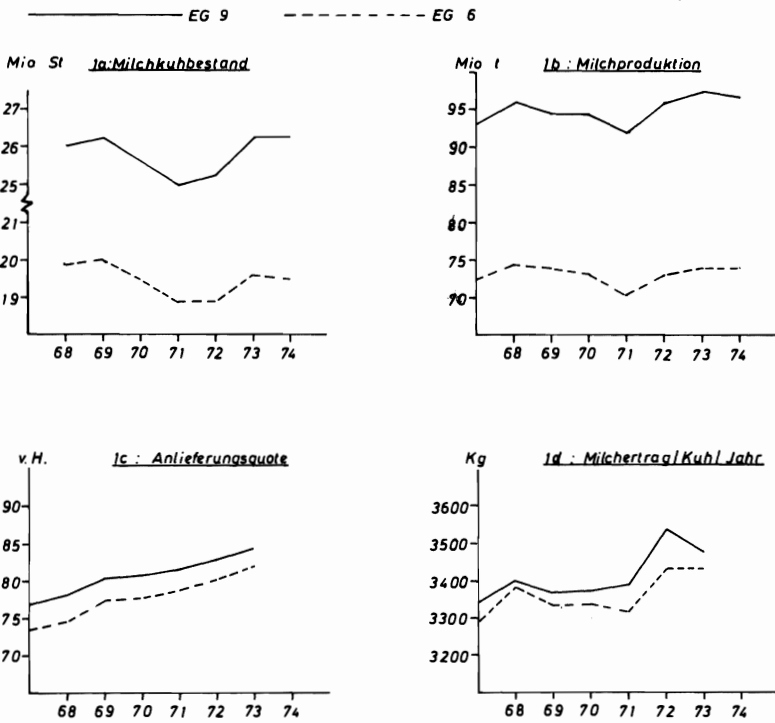 EG 9 EG 6
Mio St 1a:Milchkuhbestand
27
26
25
21
20
19
68 69 70 71 72 73 74
Mio t 1b : Milchproduktion
95
90
85
80
75
70
68 69 70 71 72 73 74
v.H. 1c : Anlieferungsquote
90
85
80
75
70
68 69 70 71 72 73 74
Kg 1d : Milchertrag/Kuh/Jahr
3600
3500
3400
3300
3200
68 69 70 71 72 73 74